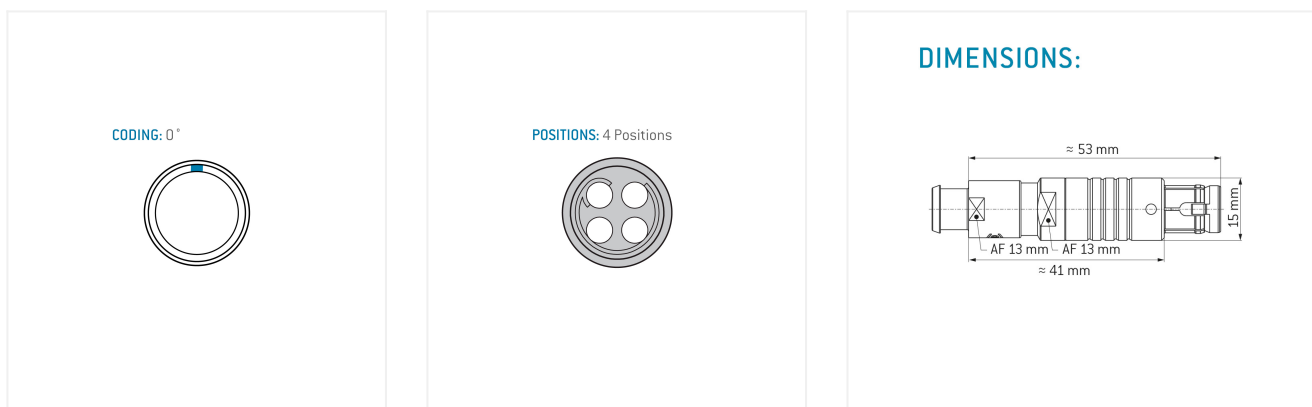 CODING: 0°
POSITIONS: 4 Positions
DIMENSIONS:
≈ 53 mm
15 mm
AF 13 mm
AF 13 mm
≈ 41 mm